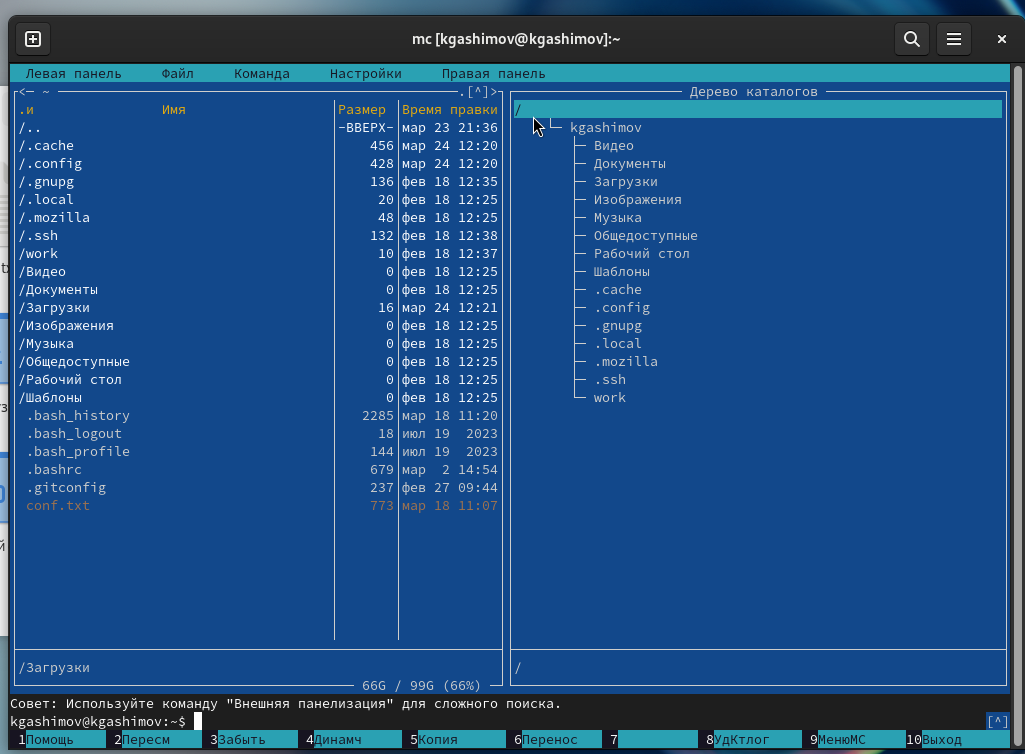 mc [kgashimov@kgashimov]:~
Левая панель Файл Команда Настройки Правая панель
<─ ~ .[^]>
.и Имя Размер Время правки
/.. -ВВЕРХ- мар 23 21:36
/.cache 456 мар 24 12:20
/.config 428 мар 24 12:20
/.gnupg 136 фев 18 12:35
/.local 20 фев 18 12:25
/.mozilla 48 фев 18 12:25
/.ssh 132 фев 18 12:38
/work 10 фев 18 12:37
/Видео 0 фев 18 12:25
/Документы 0 фев 18 12:25
/Загрузки 16 мар 24 12:21
/Изображения 0 фев 18 12:25
/Музыка 0 фев 18 12:25
/Общедоступные 0 фев 18 12:25
/Рабочий стол 0 фев 18 12:25
/Шаблоны 0 фев 18 12:25
.bash_history 2285 мар 18 11:20
.bash_logout 18 июл 19 2023
.bash_profile 144 июл 19 2023
.bashrc 679 мар 2 14:54
.gitconfig 237 фев 27 09:44
conf.txt 773 мар 18 11:07
/Загрузки
66G / 99G (66%)
Дерево каталогов
/
kgashimov
Видео
Документы
Загрузки
Изображения
Музыка
Общедоступные
Рабочий стол
Шаблоны
.cache
.config
.gnupg
.local
.mozilla
.ssh
work
/
Совет: Используйте команду "Внешняя панелизация" для сложного поиска.
kgashimov@kgashimov:~$ [^]
1Помощь 2Пересм 3Забыть 4Динамч 5Копия 6Перенос 7 8УдКтлог 9МенюMC 10Выход